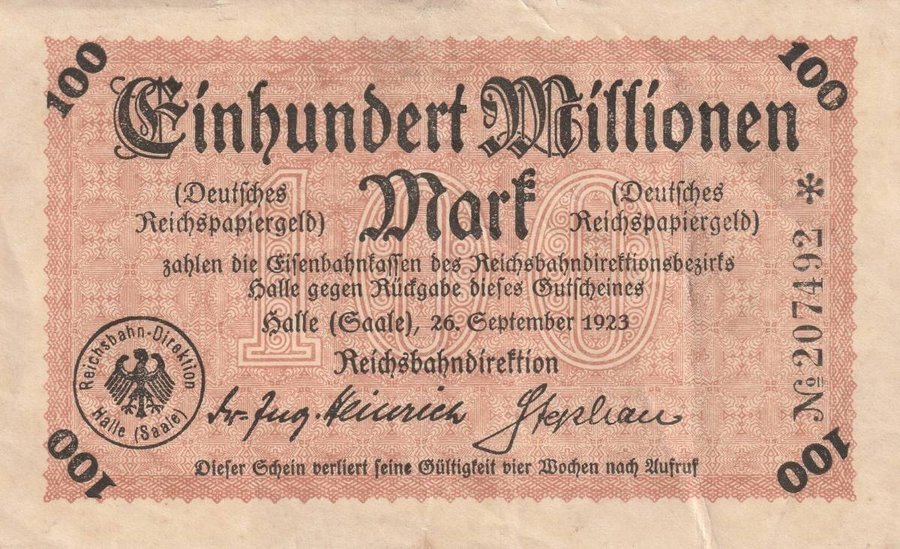 100
100
Einhundert Millionen
Mark
(Deutsches
Reichspapiergeld)
(Deutsches
Reichspapiergeld)
zahlen die Eisenbahnkassen des Reichsbahndirektionsbezirks
Halle gegen Rückgabe dieses Gutscheines
Halle (Saale), 26. September 1923
Reichsbahndirektion
Reichsbahn-Direktion
Halle (Saale)
Dr.-Ing. Heinrich
Stephan
Dieser Schein verliert seine Gültigkeit vier Wochen nach Aufruf
100
100
№ 207492 *
100